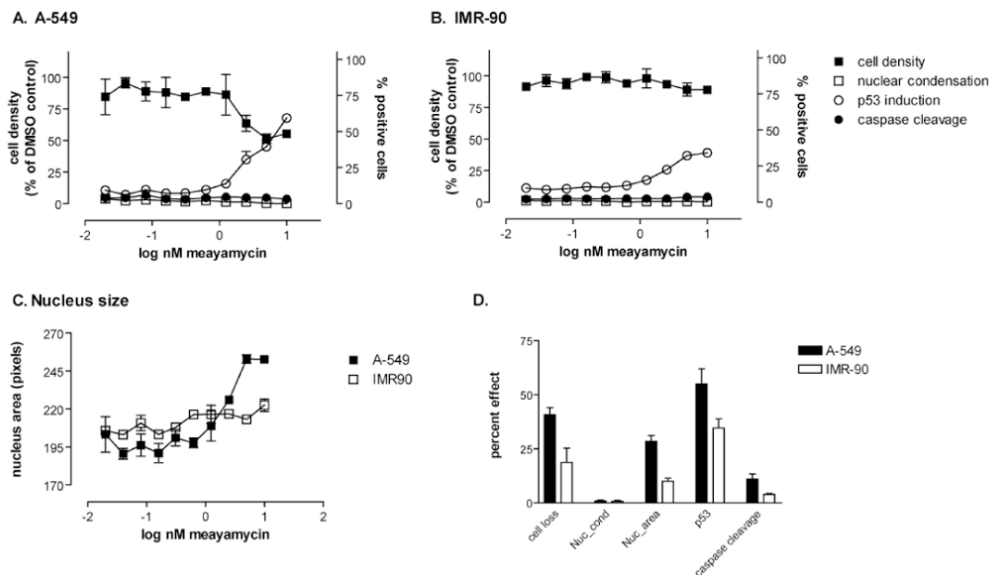 A. A-549
B. IMR-90
cell density
(% of DMSO control)
100
75
50
25
0
100
75
50
25
0
% positive cells
-2
-1
0
1
log nM meayamycin
cell density
(% of DMSO control)
100
75
50
25
0
100
75
50
25
0
% positive cells
-2
-1
0
1
log nM meayamycin
cell density
nuclear condensation
p53 induction
caspase cleavage
C. Nucleus size
nucleus area (pixels)
270
245
220
195
170
-2
-1
0
1
2
log nM meayamycin
A-549
IMR90
D.
percent effect
75
50
25
0
cell loss
Nuc_cond
Nuc_area
p53
caspase cleavage
A-549
IMR-90